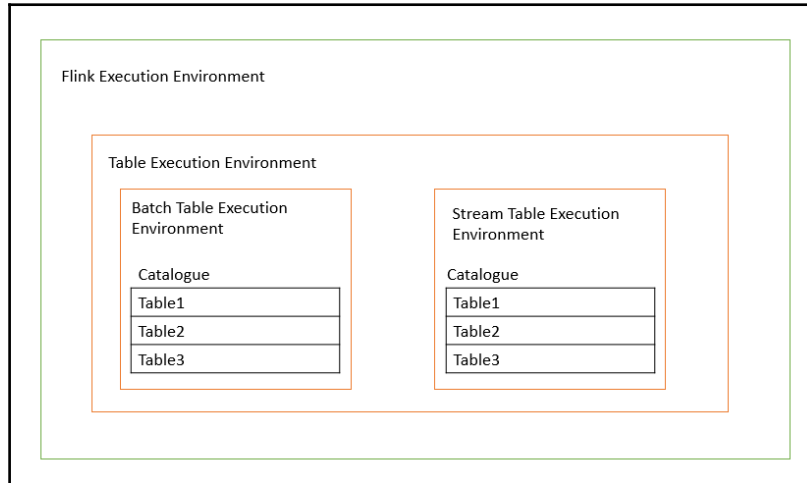 Flink Execution Environment
Table Execution Environment
Batch Table Execution
Environment
Catalogue
Table1
Table2
Table3
Stream Table Execution
Environment
Catalogue
Table1
Table2
Table3